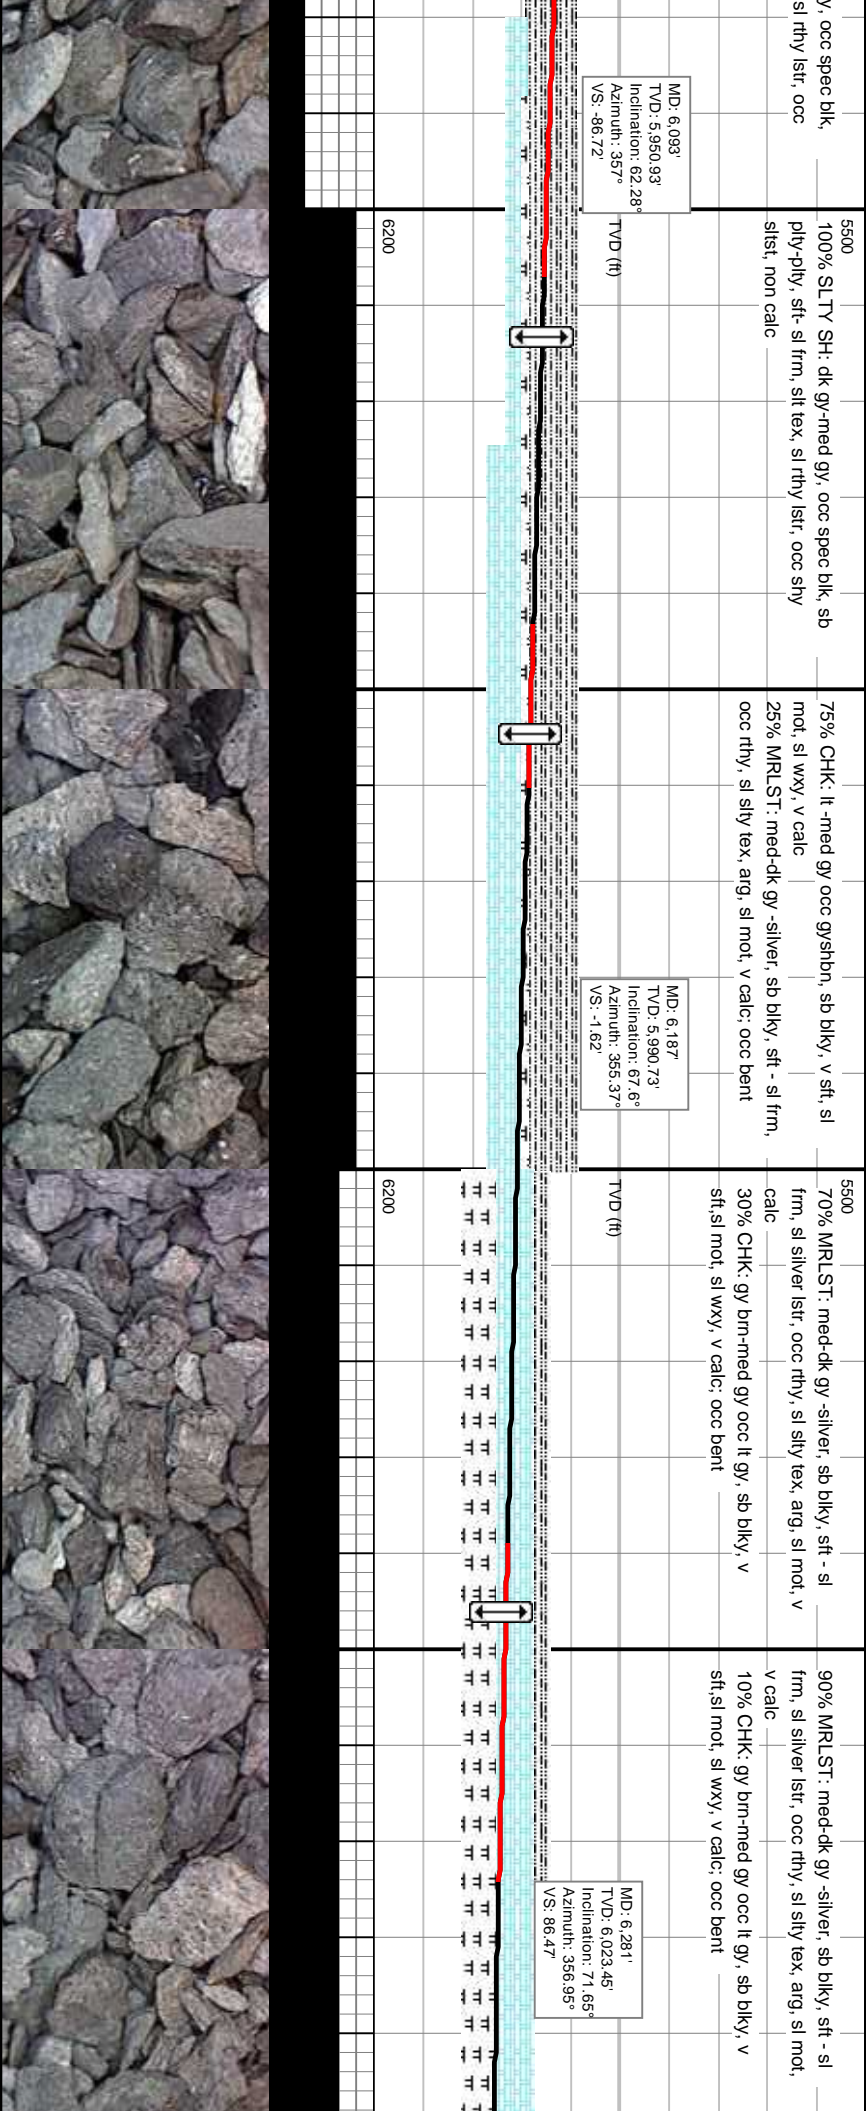 y, occ spec blk,
sl rthy lstr, occ
MD: 6,093'
TVD: 5,950.93'
Inclination: 62.28°
Azimuth: 357°
VS: -86.72'
5500
TVD (ft)
6200
100% SLTY SH: dk gy-med gy, occ spec blk, sb
plty-plty, sft- sl frm, slt tex, sl rthy lstr, occ shy
sltst, non calc
75% CHK: lt -med gy occ gyshbn, sb blky, v sft, sl
mot, sl wxy, v calc
25% MRLST: med-dk gy -silver, sb blky, sft - sl frm,
occ rthy, sl slty tex, arg, sl mot, v calc; occ bent
MD: 6,187'
TVD: 5,990.73'
Inclination: 67.6°
Azimuth: 355.37°
VS: -1.62'
5500
TVD (ft)
6200
70% MRLST: med-dk gy -silver, sb blky, sft - sl
frm, sl silver lstr, occ rthy, sl slty tex, arg, sl mot, v
calc
30% CHK: gy brn-med gy occ lt gy, sb blky, v
sft,sl mot, sl wxy, v calc; occ bent
90% MRLST: med-dk gy -silver, sb blky, sft - sl
frm, sl silver lstr, occ rthy, sl slty tex, arg, sl mot,
v calc
10% CHK: gy brn-med gy occ lt gy, sb blky, v
sft,sl mot, sl wxy, v calc; occ bent
MD: 6,281'
TVD: 6,023.45'
Inclination: 71.65°
Azimuth: 356.95°
VS: 86.47'